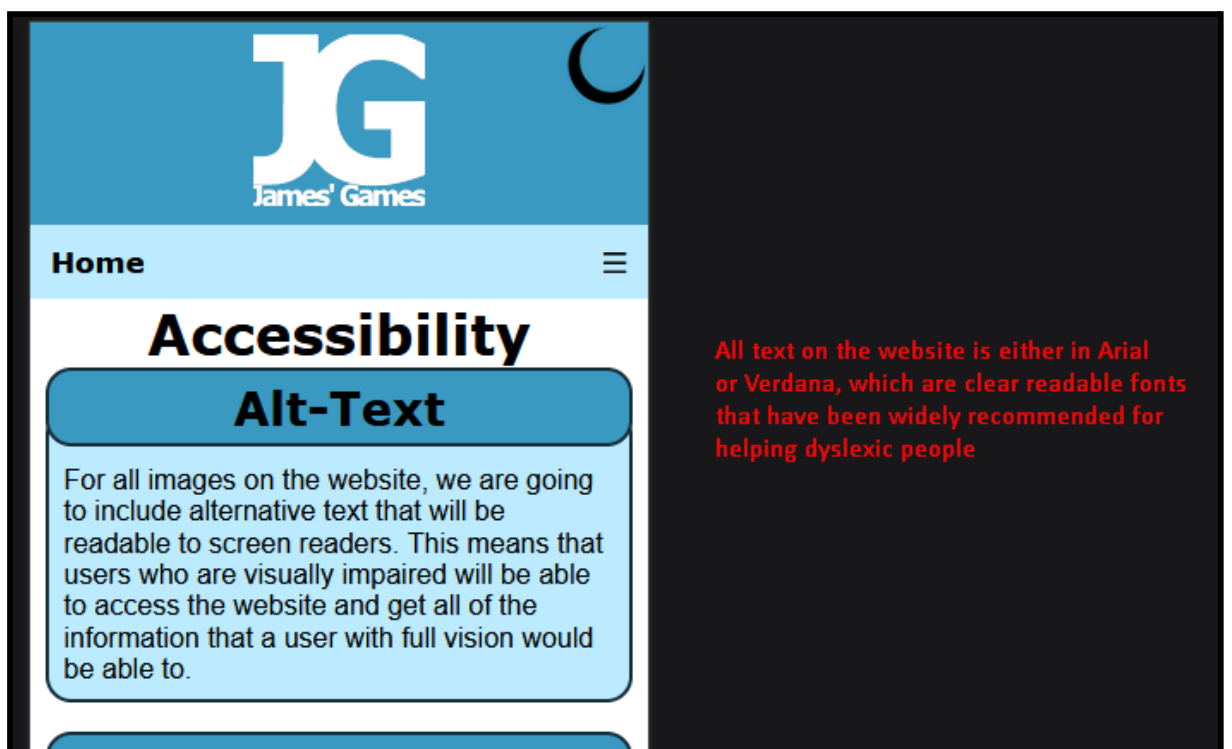 JG
James' Games
Home ☰
Accessibility
Alt-Text
For all images on the website, we are going
to include alternative text that will be
readable to screen readers. This means that
users who are visually impaired will be able
to access the website and get all of the
information that a user with full vision would
be able to.
All text on the website is either in Arial
or Verdana, which are clear readable fonts
that have been widely recommended for
helping dyslexic people